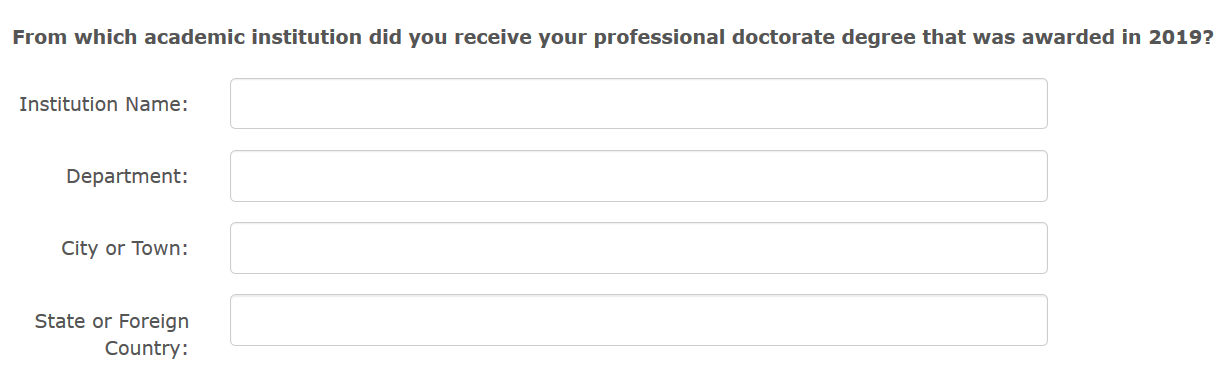 From which academic institution did you receive your professional doctorate degree that was awarded in 2019?
Institution Name:
Department:
City or Town:
State or Foreign
Country: